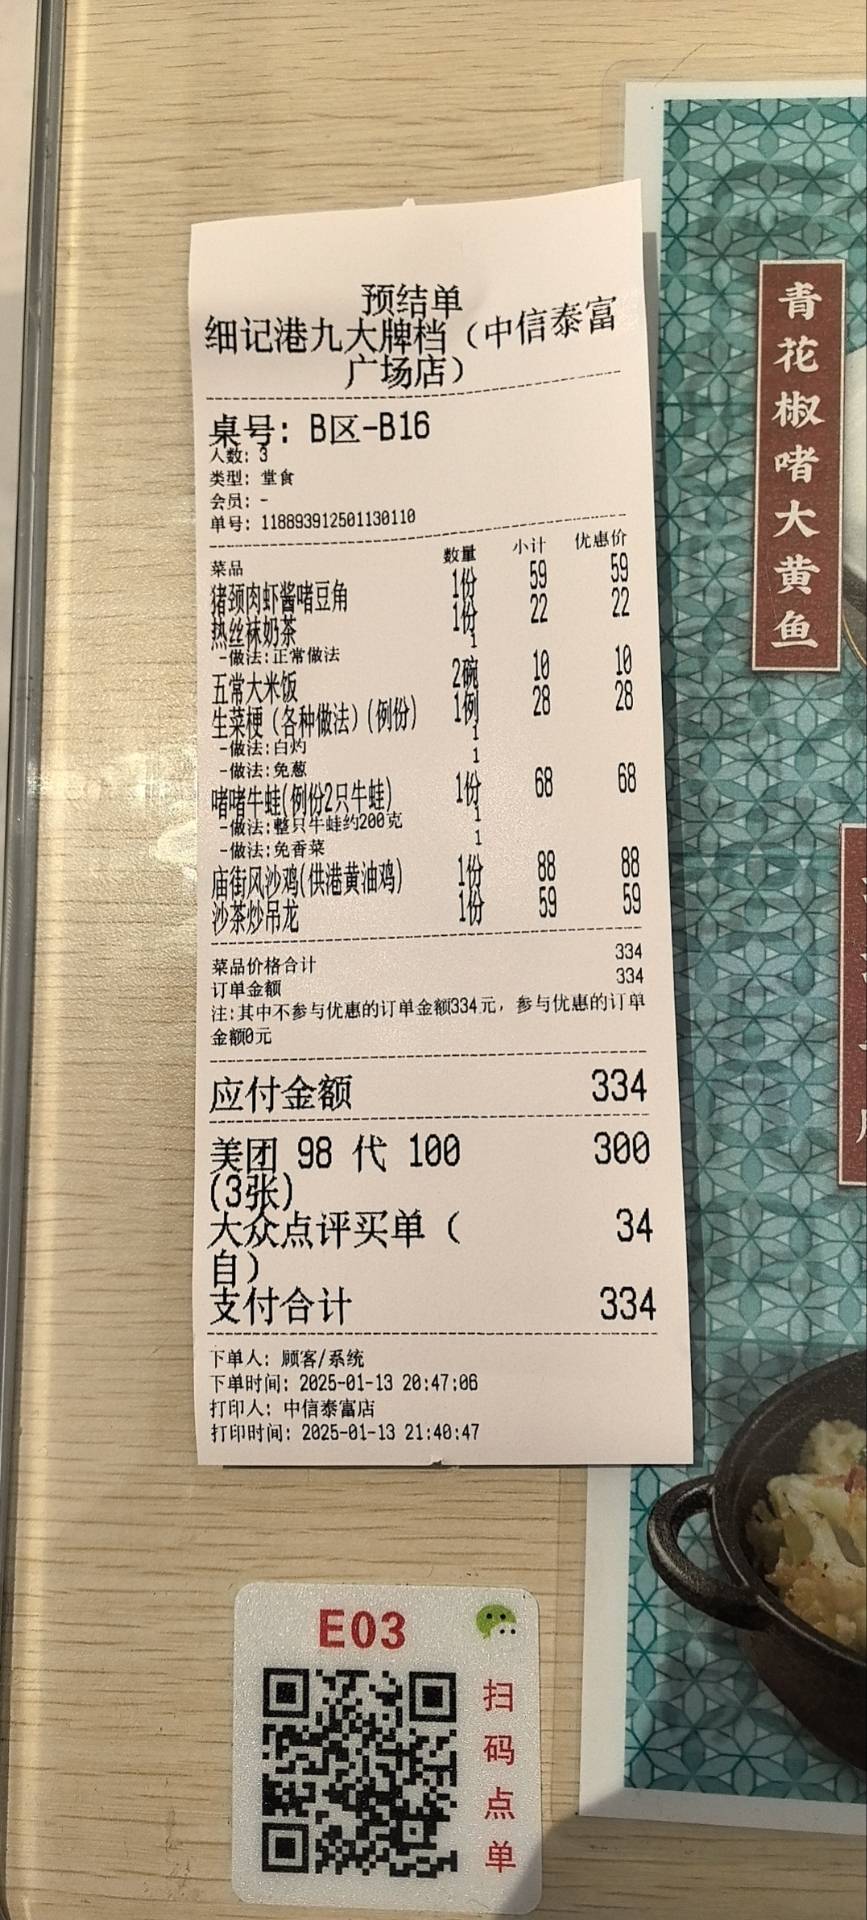 预结单
细记港九大牌档（中信泰富
广场店）
桌号: B区-B16
人数: 3
类型: 堂食
会员: -
单号: 118893912501130110
菜品 数量 小计 优惠价
猪颈肉虾酱啫豆角 1份 59 59
热丝袜奶茶 1份 22 22
-做法:正常做法 1
五常大米饭 2碗 10 10
生菜梗（各种做法）(例份) 1例 28 28
-做法:白灼 1
-做法:免葱 1
啫啫牛蛙(例份2只牛蛙) 1份 68 68
-做法:整只牛蛙约200克 1
-做法:免香菜 1
庙街风沙鸡(供港黄油鸡) 1份 88 88
沙茶炒吊龙 1份 59 59
菜品价格合计 334
订单金额 334
注:其中不参与优惠的订单金额334元，参与优惠的订单
金额0元
应付金额 334
美团 98 代 100 300
(3张)
大众点评买单（ 34
自）
支付合计 334
下单人: 顾客/系统
下单时间: 2025-01-13 20:47:06
打印人: 中信泰富店
打印时间: 2025-01-13 21:40:47
青花椒啫大黄鱼
E03
扫码点单